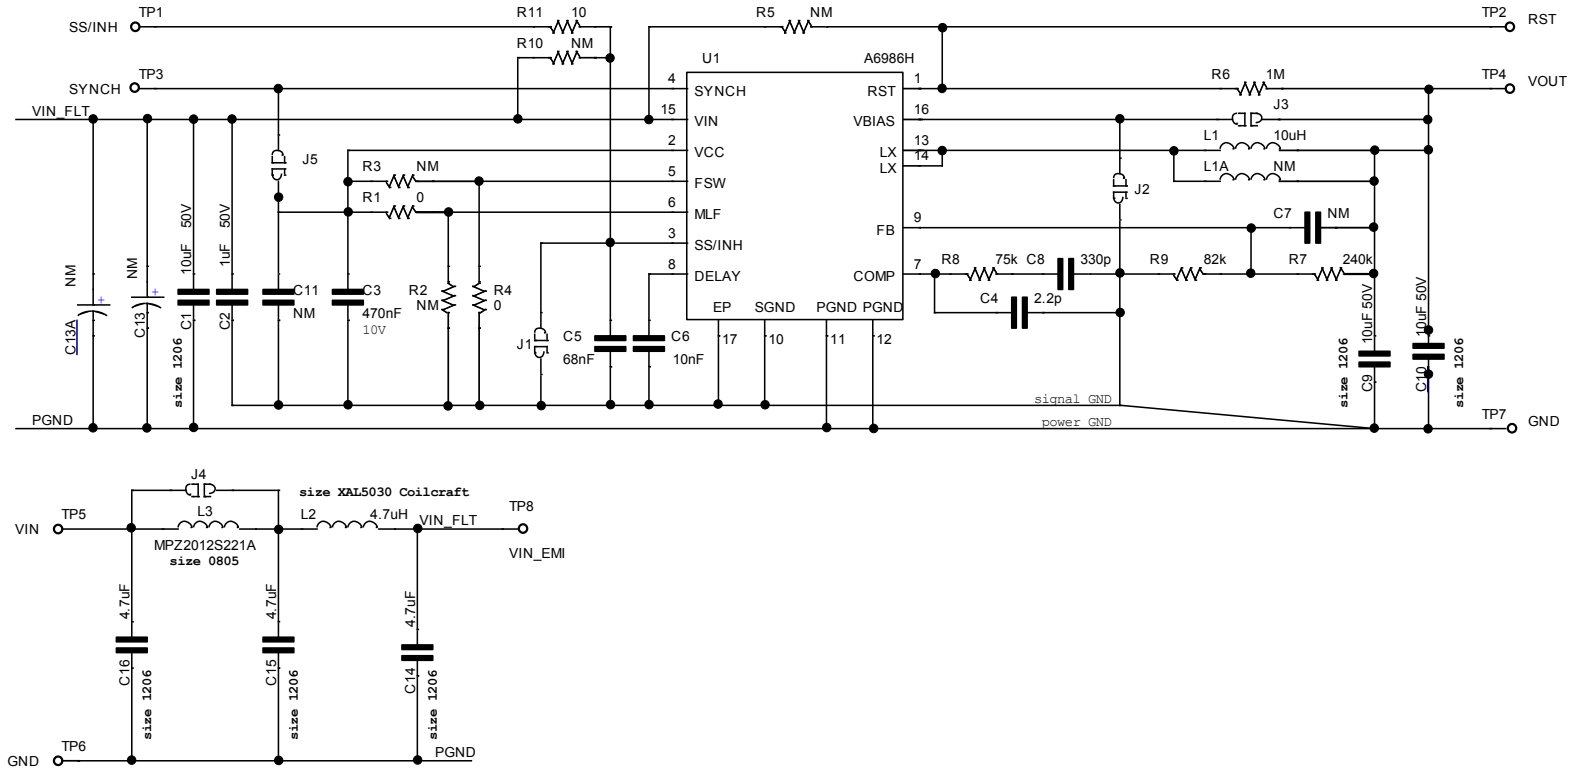 TP1
SS/INH
R11 10
R10 NM
R5 NM
TP2
RST
U1
A6986H
TP3
SYNCH
4
SYNCH
RST
1
R6 1M
TP4
VOUT
VIN_FLT
15
VIN
VBIAS
16
J3
2
VCC
LX
13
LX
14
L1 10uH
L1A NM
J5
R3 NM
5
FSW
R1 0
6
MLF
J2
3
SS/INH
FB
9
C7 NM
8
DELAY
COMP
7
R8 75k
C8 330p
R9 82k
R7 240k
C4 2.2p
EP
SGND
PGND
PGND
17
10
11
12
NM
C13A
+
NM
C13
+
10uF 50V
C1
size 1206
1uF 50V
C2
C11
NM
C3
470nF
10V
R2
NM
R4
0
J1
C5
68nF
C6
10nF
10uF 50V
C9
size 1206
10uF 50V
C10
size 1206
signal GND
PGND
power GND
TP7
GND
J4
size XAL5030 Coilcraft
VIN
TP5
L3
MPZ2012S221A
size 0805
L2 4.7uH
VIN_FLT
TP8
VIN_EMI
4.7uF
C16
size 1206
4.7uF
C15
size 1206
4.7uF
C14
size 1206
GND
TP6
PGND